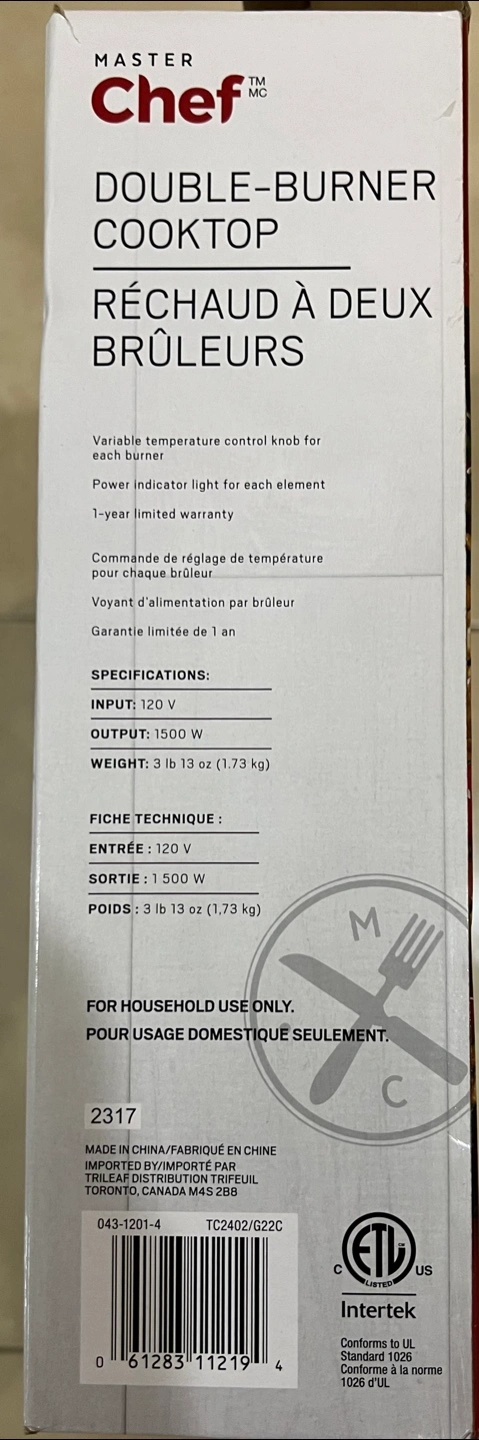 MASTER
Chef TM MC
DOUBLE-BURNER
COOKTOP
RÉCHAUD À DEUX
BRÛLEURS
Variable temperature control knob for
each burner
Power indicator light for each element
1-year limited warranty
Commande de réglage de température
pour chaque brûleur
Voyant d'alimentation par brûleur
Garantie limitée de 1 an
SPECIFICATIONS:
INPUT: 120 V
OUTPUT: 1500 W
WEIGHT: 3 lb 13 oz (1.73 kg)
FICHE TECHNIQUE :
ENTRÉE : 120 V
SORTIE : 1 500 W
POIDS : 3 lb 13 oz (1,73 kg)
M
C
FOR HOUSEHOLD USE ONLY.
POUR USAGE DOMESTIQUE SEULEMENT.
2317
MADE IN CHINA/FABRIQUÉ EN CHINE
IMPORTED BY/IMPORTÉ PAR
TRILEAF DISTRIBUTION TRIFEUIL
TORONTO, CANADA M4S 2B8
043-1201-4 TC2402/G22C
0 61283 11219 4
ETL
C US
LISTED
Intertek
Conforms to UL
Standard 1026
Conforme à la norme
1026 d'UL